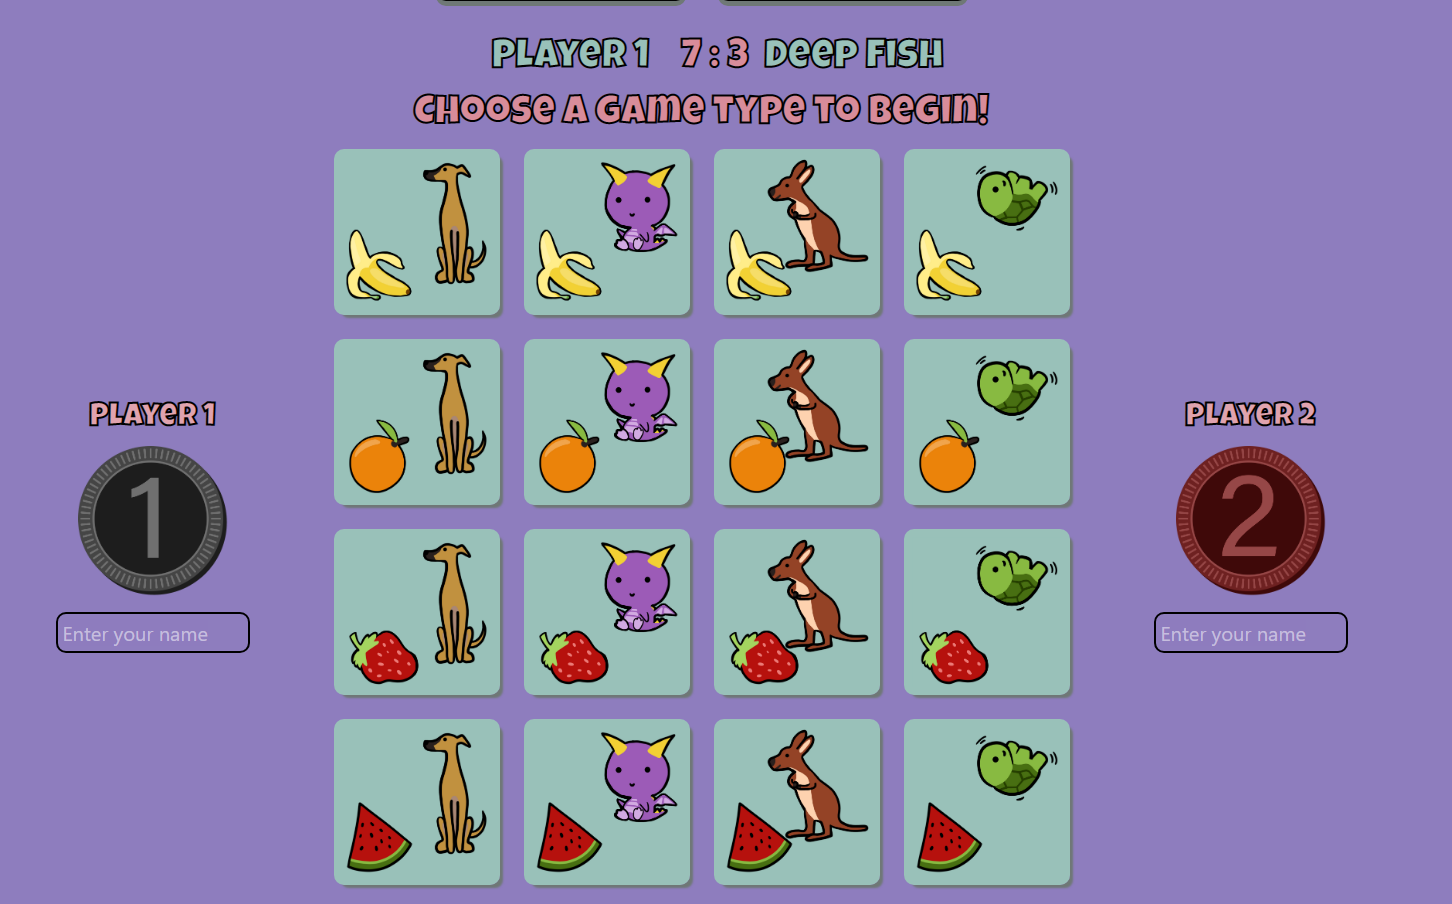 PLAYER 1 7 : 3 DEEP FISH
CHOOSE A GAME TYPE TO BEGIN!
PLAYER 1
1
Enter your name
PLAYER 2
2
Enter your name